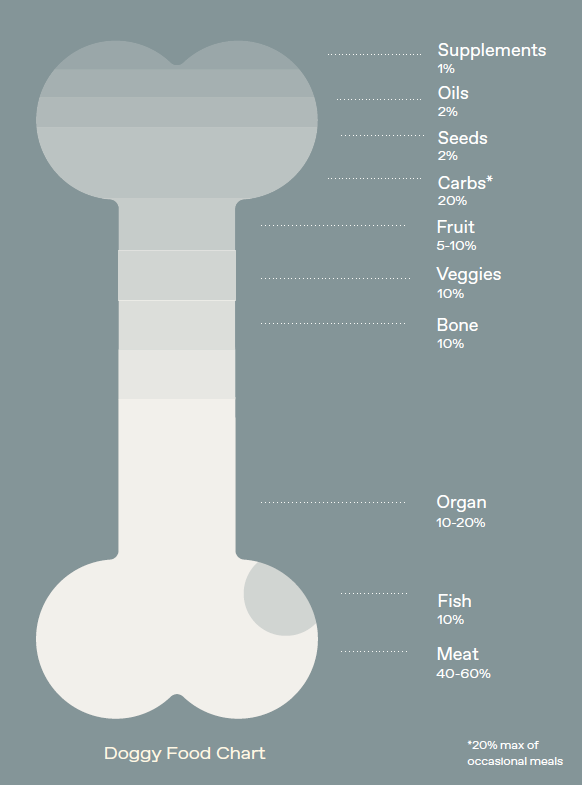 Supplements
1%
Oils
2%
Seeds
2%
Carbs*
20%
Fruit
5-10%
Veggies
10%
Bone
10%
Organ
10-20%
Fish
10%
Meat
40-60%
Doggy Food Chart
*20% max of
occasional meals